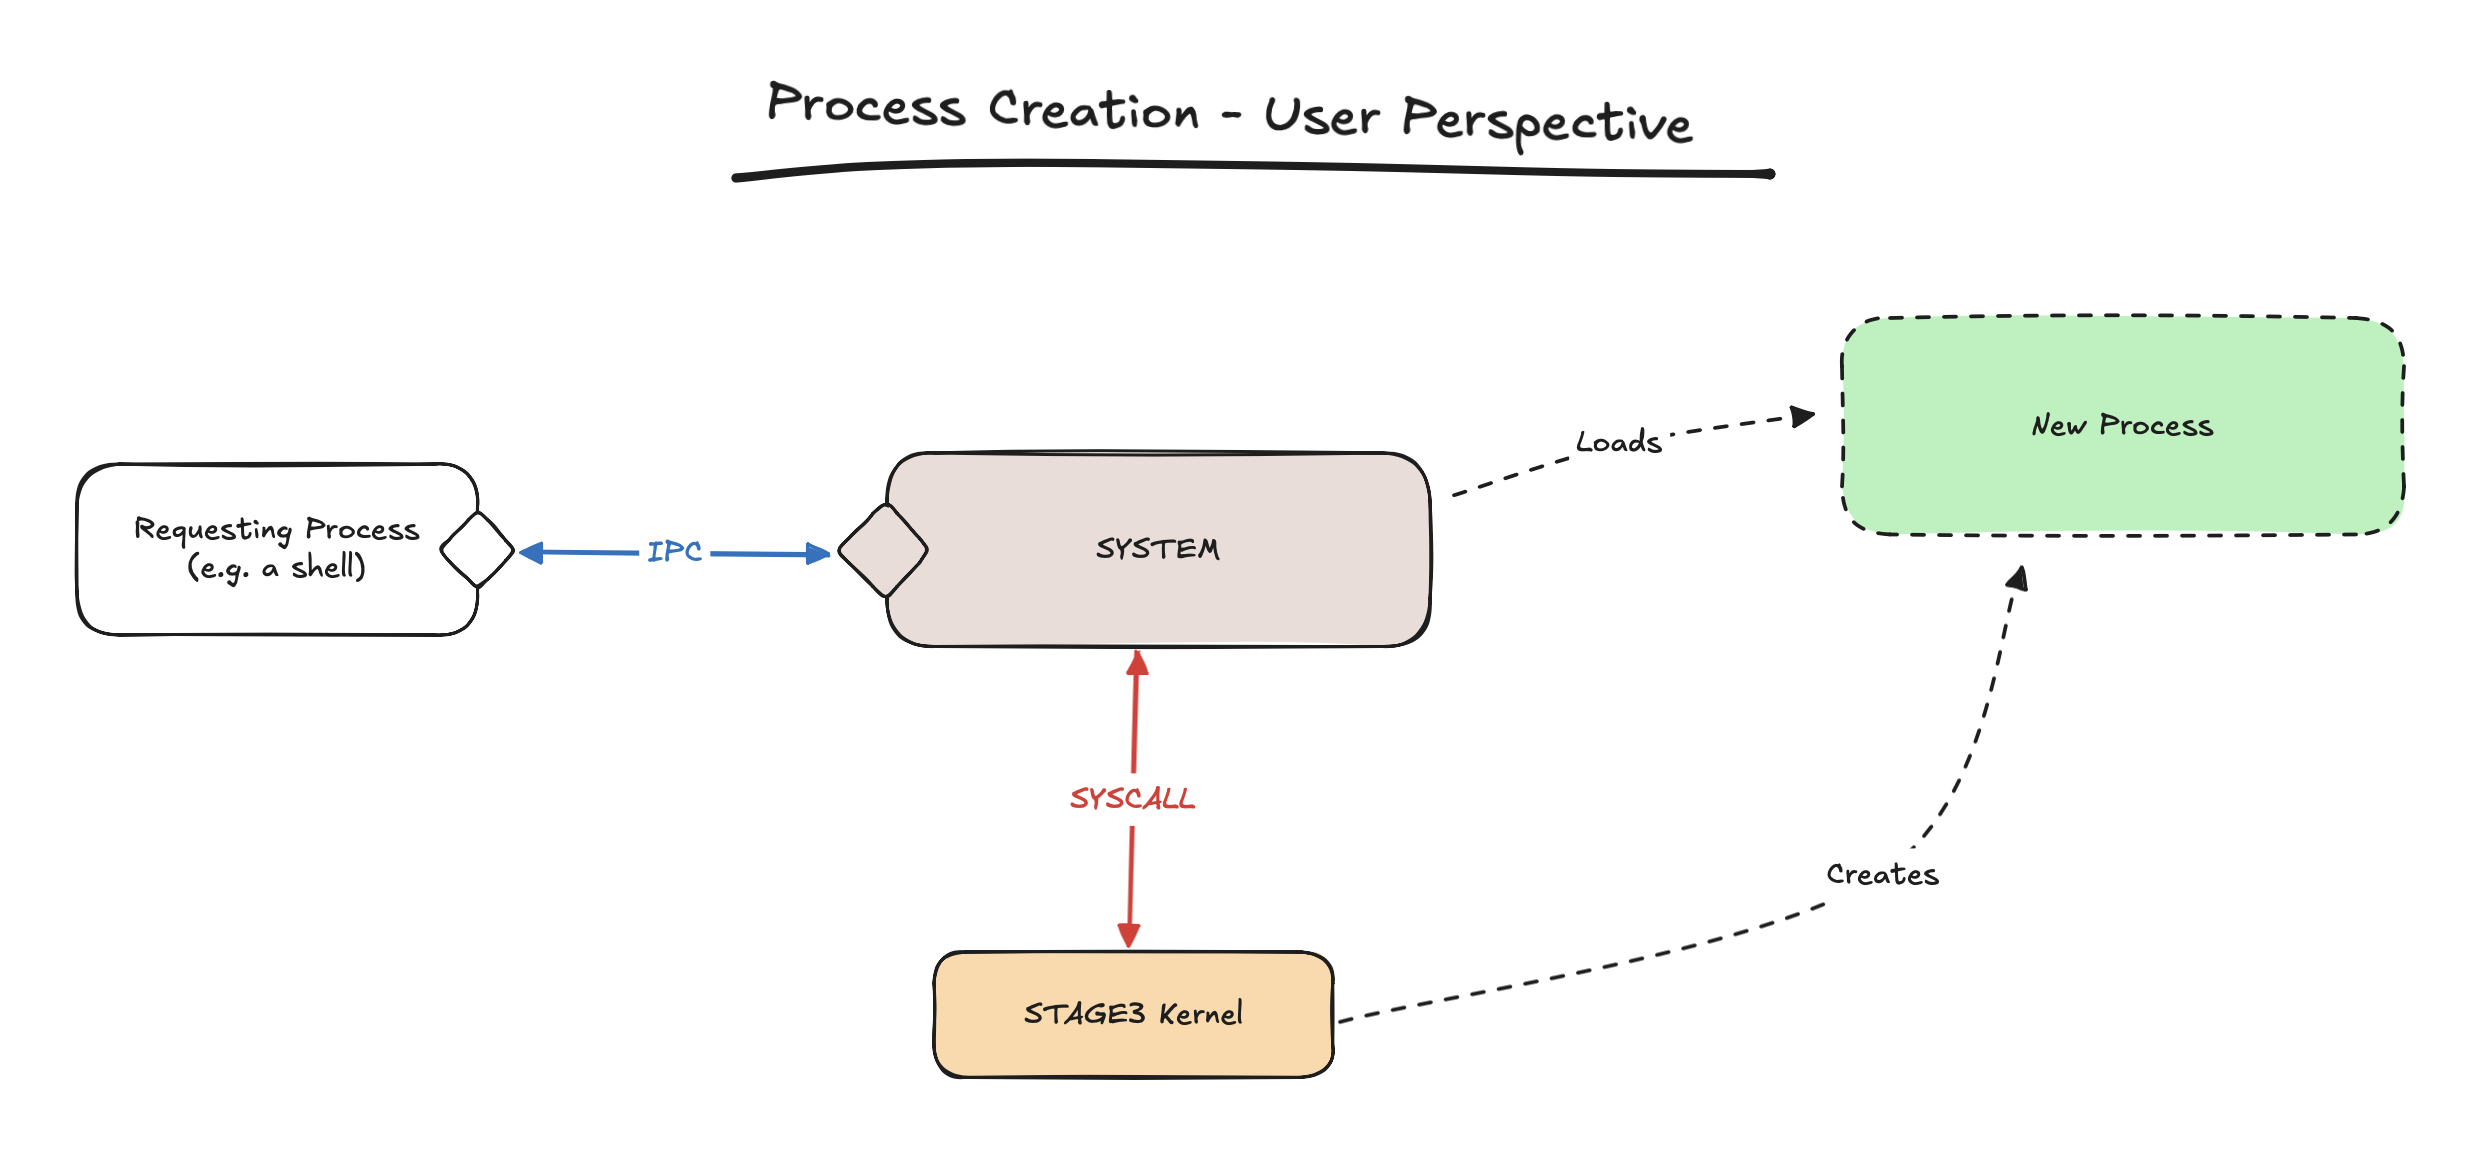 Process Creation - User Perspective
Loads
New Process
Requesting Process
(e.g. a shell)
IPC
SYSTEM
SYSCALL
Creates
STAGE3 Kernel